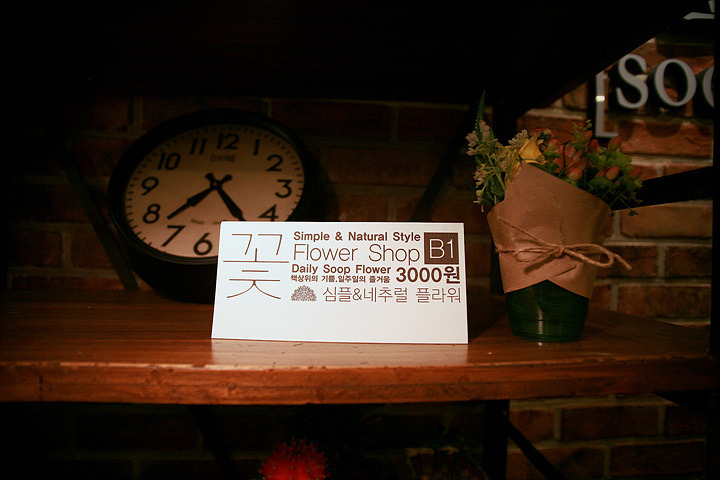 soo
12
1
2
3
4
6
7
8
9
10
11
꽃
Simple & Natural Style
Flower Shop B1
Daily Soop Flower 3000원
책상위의 기쁨, 일주일의 즐거움
심플&네추럴 플라워